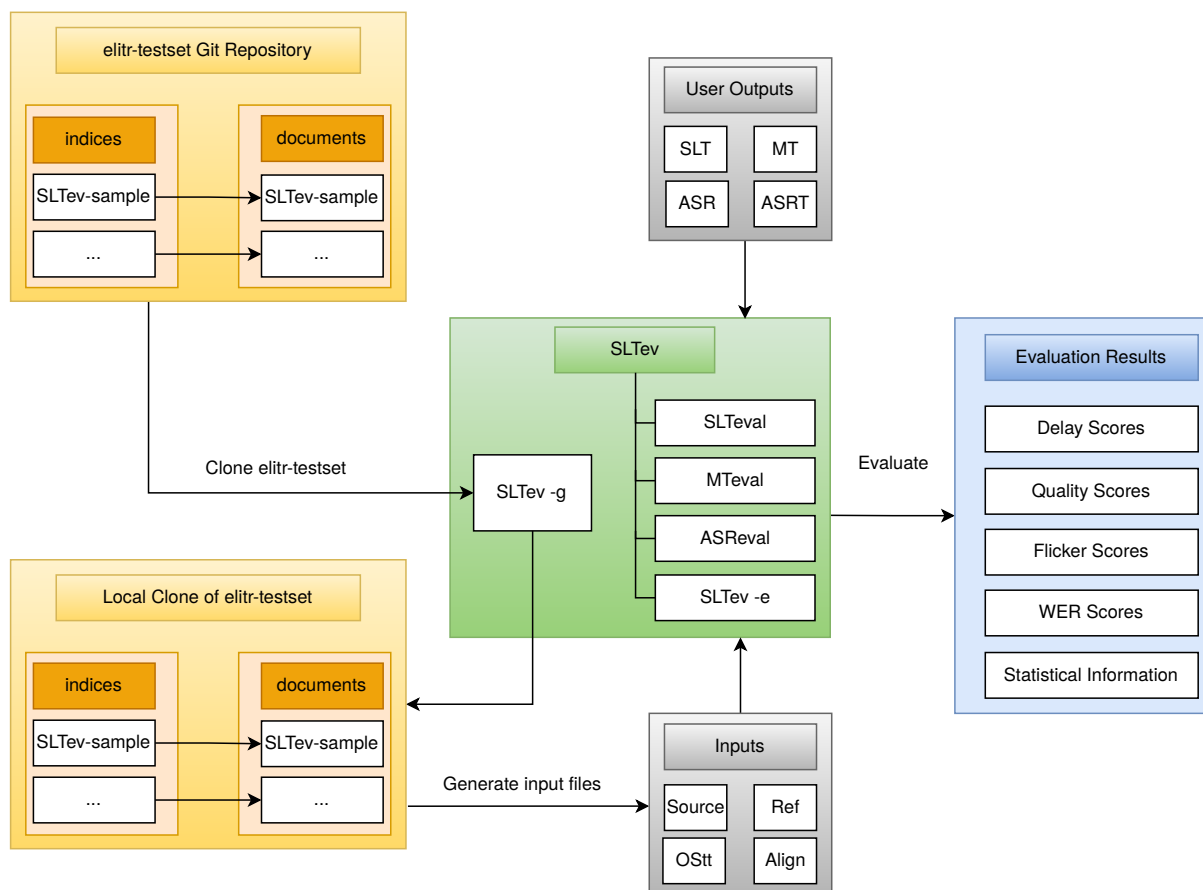 elitr-testset Git Repository
indices
documents
SLTev-sample
SLTev-sample
...
...
User Outputs
SLT
MT
ASR
ASRT
Clone elitr-testset
SLTev
SLTev -g
SLTeval
MTeval
ASReval
SLTev -e
Evaluate
Evaluation Results
Delay Scores
Quality Scores
Flicker Scores
WER Scores
Statistical Information
Local Clone of elitr-testset
indices
documents
SLTev-sample
SLTev-sample
...
...
Generate input files
Inputs
Source
Ref
OStt
Align